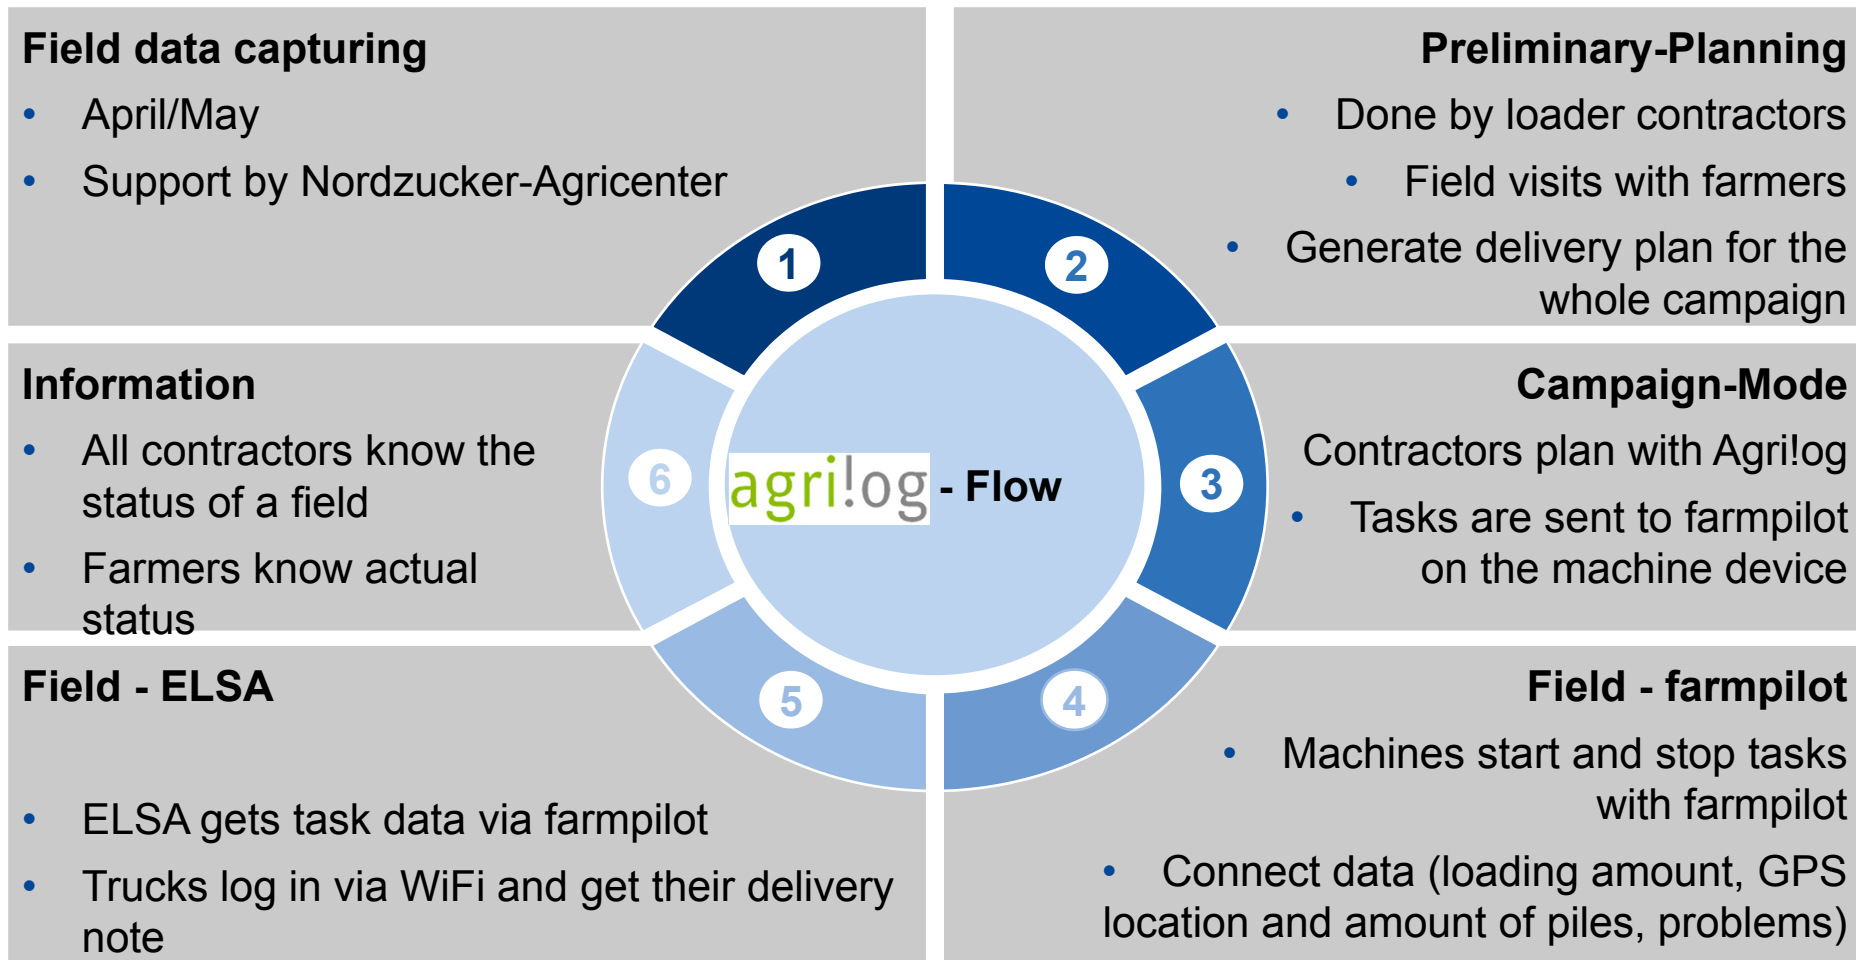 Field data capturing
• April/May
• Support by Nordzucker-Agricenter
1
Preliminary-Planning
• Done by loader contractors
• Field visits with farmers
• Generate delivery plan for the
whole campaign
2
Campaign-Mode
Contractors plan with Agri!og
• Tasks are sent to farmpilot
on the machine device
3
Field - farmpilot
• Machines start and stop tasks
with farmpilot
• Connect data (loading amount, GPS
location and amount of piles, problems)
4
Field - ELSA
• ELSA gets task data via farmpilot
• Trucks log in via WiFi and get their delivery
note
5
Information
• All contractors know the
status of a field
• Farmers know actual
status
6
agri!og - Flow